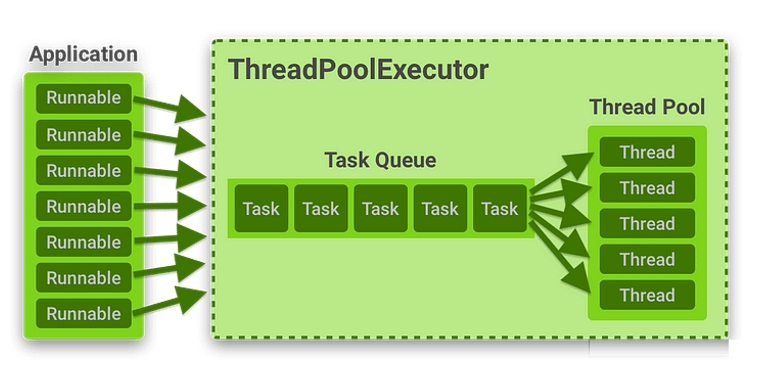 Application
Runnable
Runnable
Runnable
Runnable
Runnable
Runnable
Runnable
ThreadPoolExecutor
Task Queue
Task Task Task Task Task
Thread Pool
Thread
Thread
Thread
Thread
Thread